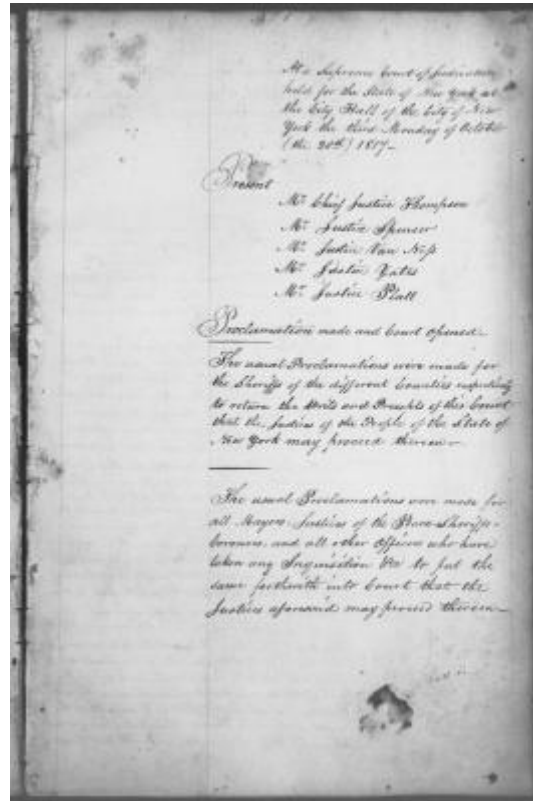 At a Supreme Court of Judicature
held for the State of New York at
the City Hall of the City of New
York the third Monday of October
(the 20th) 1817—
Present
Mr Chief Justice Thompson
Mr Justice Spencer
Mr Justice Van Ness
Mr Justice Yates
Mr Justice Platt
Proclamation made and Court opened—
The usual Proclamations were made for
the Sheriffs of the different Counties respectively
to return the Writs and Precepts of this Court
that the Justices of the People of the State of
New York may proceed thereon—
The usual Proclamations were made for
all Mayors Justices of the Peace Sheriffs
Coroners and all other Officers who have
taken any Inquisition &c to put the
same forthwith into Court that the
Justices aforesaid may proceed thereon—